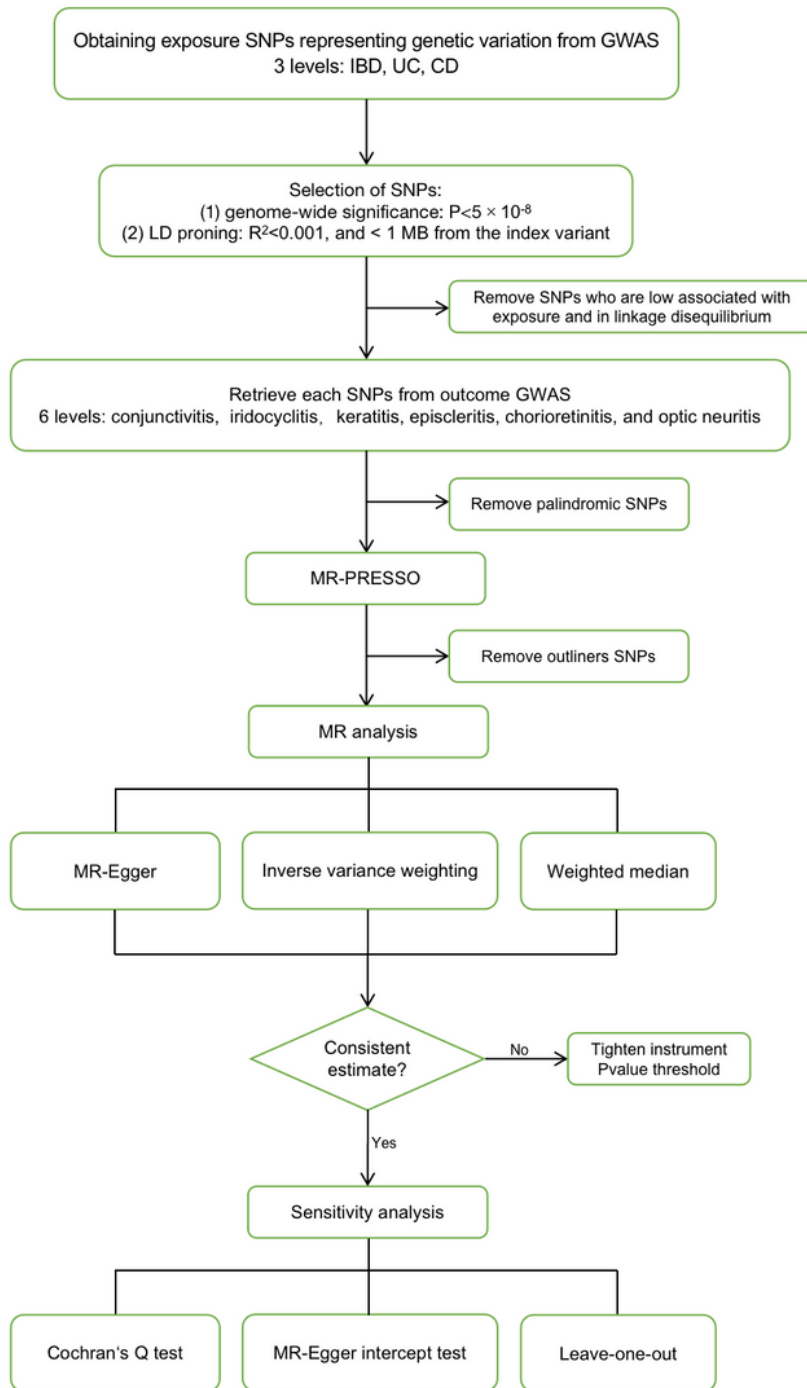 Obtaining exposure SNPs representing genetic variation from GWAS
3 levels: IBD, UC, CD
Selection of SNPs:
(1) genome-wide significance: P<5 × 10⁻⁸
(2) LD proning: R²<0.001, and < 1 MB from the index variant
Remove SNPs who are low associated with
exposure and in linkage disequilibrium
Retrieve each SNPs from outcome GWAS
6 levels: conjunctivitis, iridocyclitis, keratitis, episcleritis, chorioretinitis, and optic neuritis
Remove palindromic SNPs
MR-PRESSO
Remove outliners SNPs
MR analysis
MR-Egger
Inverse variance weighting
Weighted median
Consistent
estimate?
No
Tighten instrument
Pvalue threshold
Yes
Sensitivity analysis
Cochran‘s Q test
MR-Egger intercept test
Leave-one-out